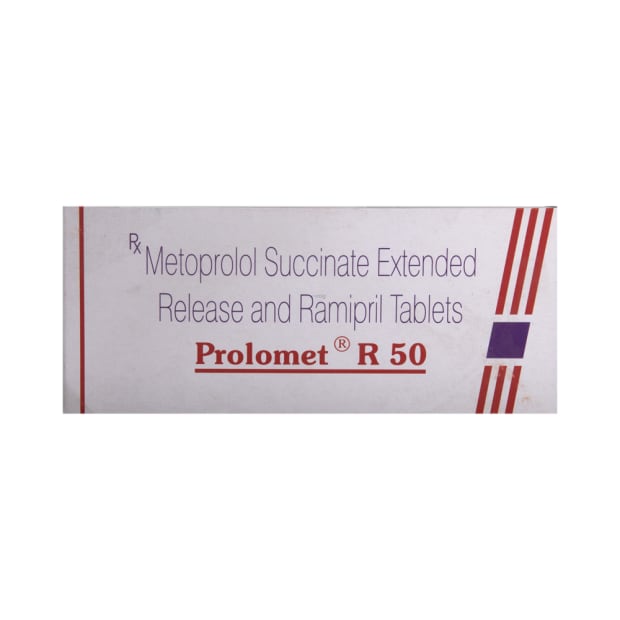 Rx Metoprolol Succinate Extended
Release and Ramipril Tablets
Prolomet® R 50